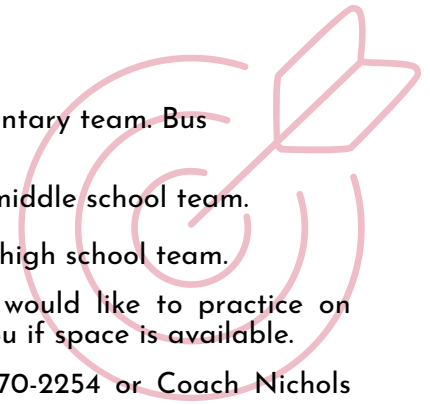 ntary team. Bus
middle school team.
high school team.
would like to practice on
u if space is available.
70-2254 or Coach Nichols